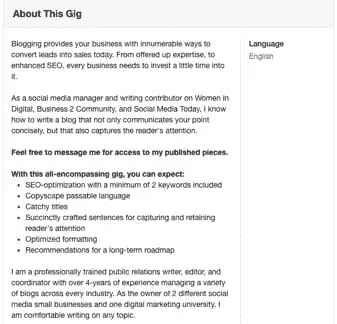 About This Gig
Blogging provides your business with innumerable ways to
convert leads into sales today. From offered up expertise, to
enhanced SEO, every business needs to invest a little time into
it.
As a social media manager and writing contributor on Women in
Digital, Business 2 Community, and Social Media Today, I know
how to write a blog that not only communicates your point
concisely, but that also captures the reader's attention.
Feel free to message me for access to my published pieces.
With this all-encompassing gig, you can expect:
• SEO-optimization with a minimum of 2 keywords included
• Copyscape passable language
• Catchy titles
• Succinctly crafted sentences for capturing and retaining
reader's attention
• Optimized formatting
• Recommendations for a long-term roadmap
I am a professionally trained public relations writer, editor, and
coordinator with over 4-years of experience managing a variety
of blogs across every industry. As the owner of 2 different social
media small businesses and one digital marketing university, I
am comfortable writing on any topic.
Language
English